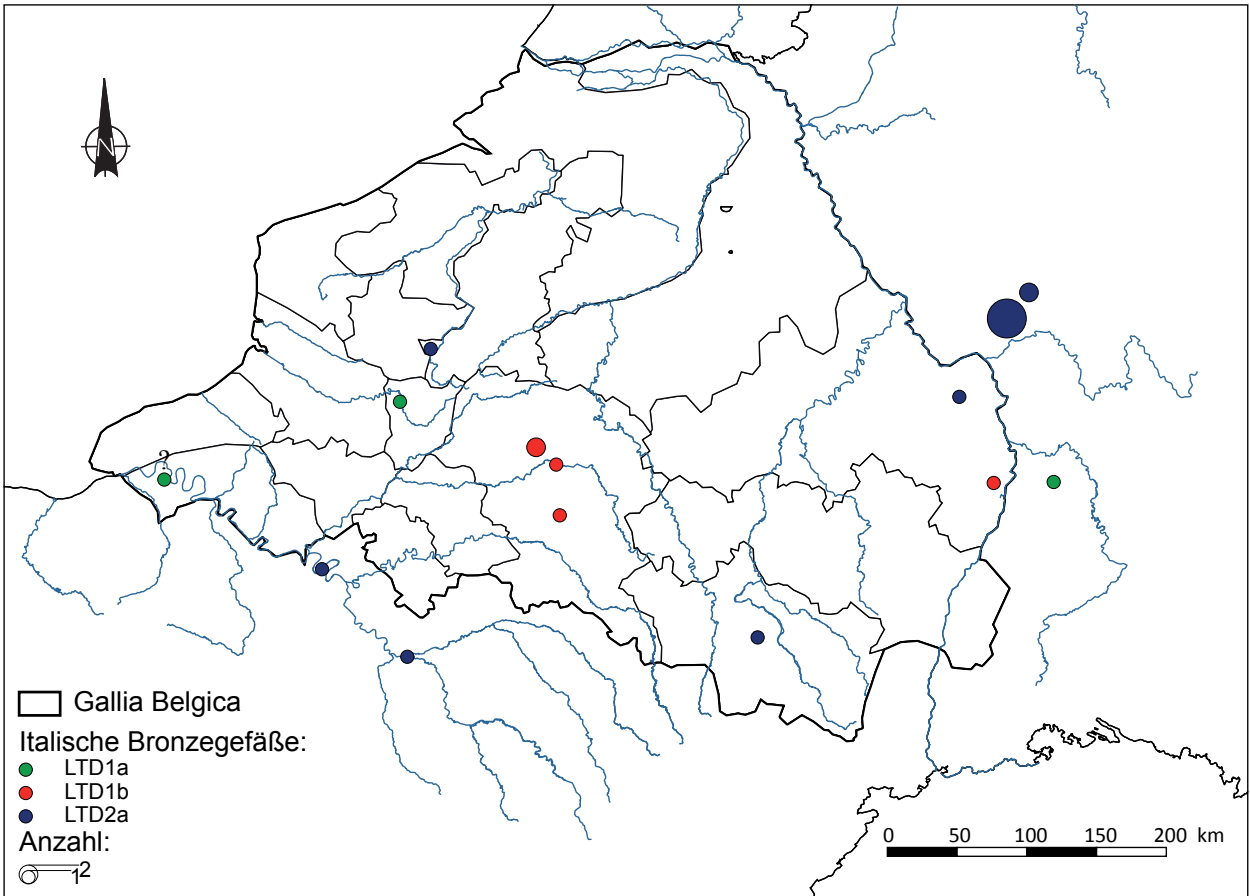 N
?
Gallia Belgica
Italische Bronzegefäße:
LTD1a
LTD1b
LTD2a
Anzahl:
1 2
0 50 100 150 200 km